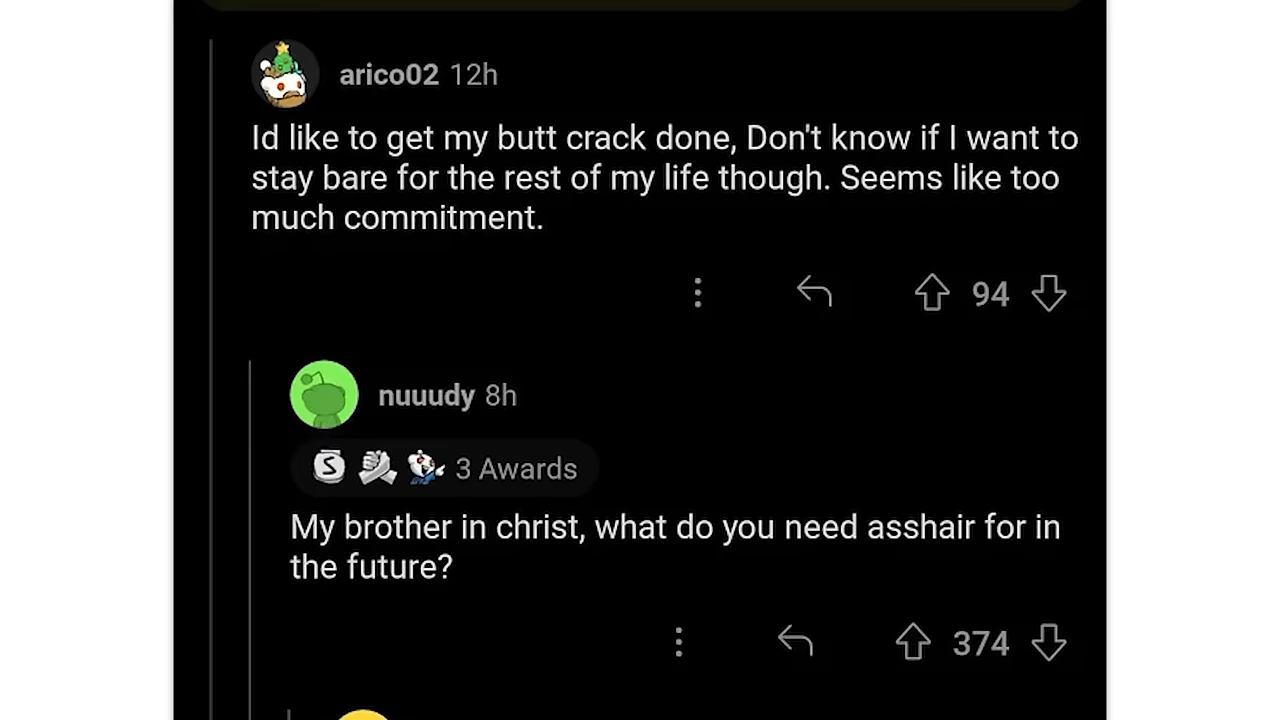 arico02 12h
Id like to get my butt crack done, Don't know if I want to
stay bare for the rest of my life though. Seems like too
much commitment.
94
nuuudy 8h
S 3 Awards
My brother in christ, what do you need asshair for in
the future?
374